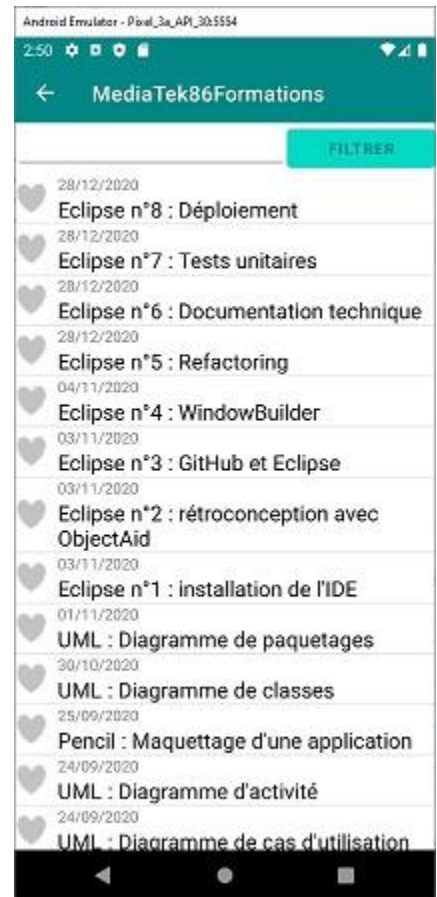 Android Emulator - Pixel_3a_API_30:5554
2:50
MediaTek86Formations
FILTRER
28/12/2020
Eclipse n°8 : Déploiement
28/12/2020
Eclipse n°7 : Tests unitaires
28/12/2020
Eclipse n°6 : Documentation technique
28/12/2020
Eclipse n°5 : Refactoring
04/11/2020
Eclipse n°4 : WindowBuilder
03/11/2020
Eclipse n°3 : GitHub et Eclipse
03/11/2020
Eclipse n°2 : rétroconception avec
ObjectAid
03/11/2020
Eclipse n°1 : installation de l'IDE
01/11/2020
UML : Diagramme de paquetages
30/10/2020
UML : Diagramme de classes
25/09/2020
Pencil : Maquettage d'une application
24/09/2020
UML : Diagramme d'activité
24/09/2020
UML : Diagramme de cas d'utilisation